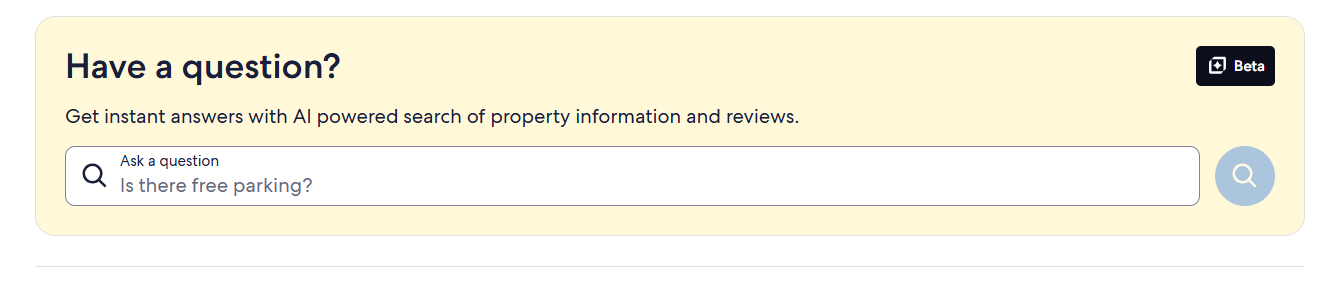 Have a question?
Beta
Get instant answers with AI powered search of property information and reviews.
Ask a question
Is there free parking?